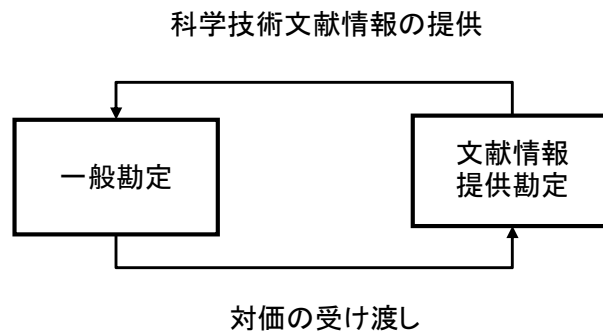 科学技術文献情報の提供
一般勘定
文献情報
提供勘定
対価の受け渡し